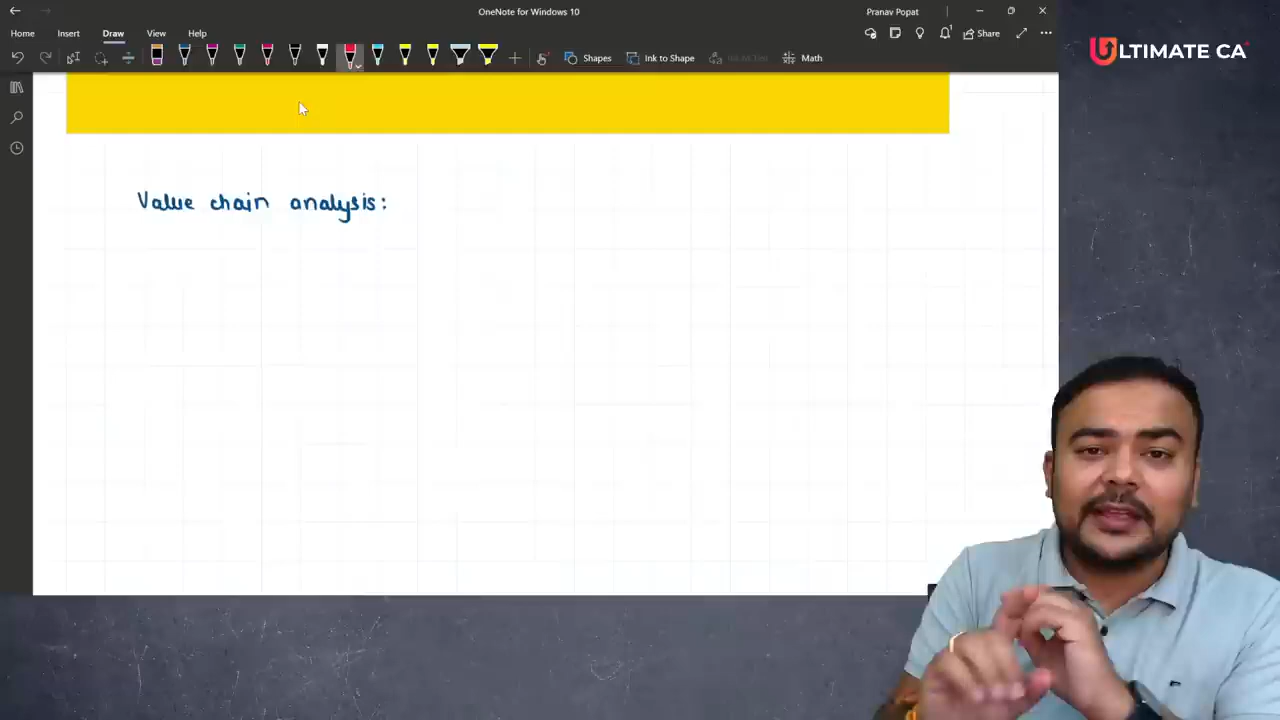 OneNote for Windows 10
Pranav Popat
Home Insert Draw View Help
Share
Shapes
Ink to Shape
Math
ULTIMATE CA
Value chain analysis: